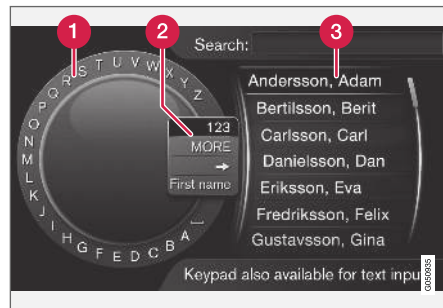 1
2
3
Search:
A B C D E F G H I J K L M N O P Q R S T U V W X Y Z
123
MORE
➞
First name
Andersson, Adam
Bertilsson, Berit
Carlsson, Carl
Danielsson, Dan
Eriksson, Eva
Fredriksson, Felix
Gustavsson, Gina
Keypad also available for text input
G050935